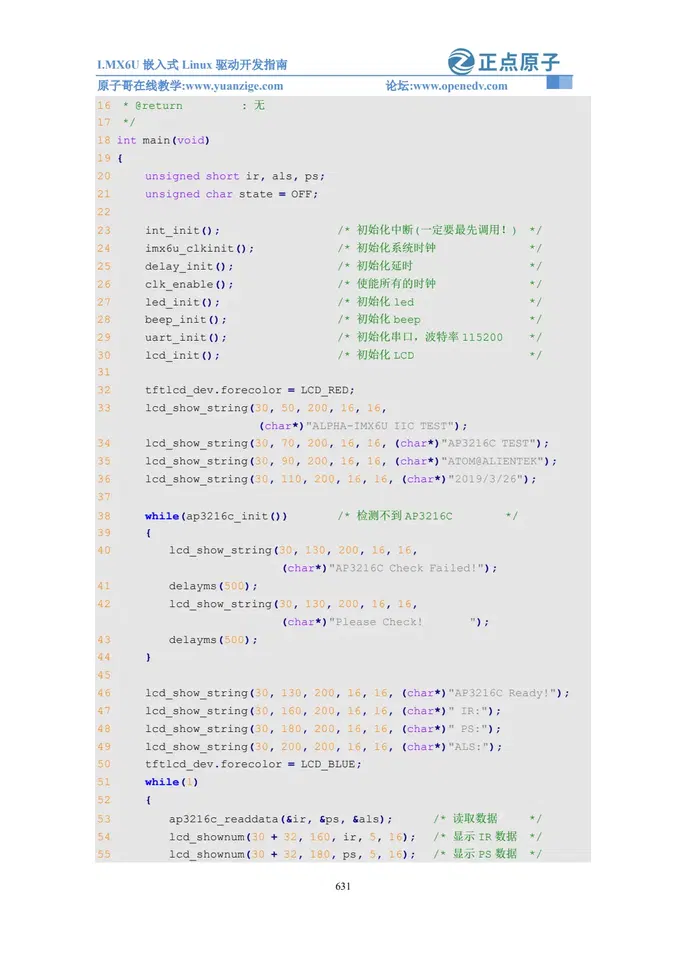 I.MX6U 嵌入式 Linux 驱动开发指南
正点原子
原子哥在线教学:www.yuanzige.com 论坛:www.openedv.com
16 * @return : 无
17 */
18 int main(void)
19 {
20 unsigned short ir, als, ps;
21 unsigned char state = OFF;
22
23 int_init(); /* 初始化中断(一定要最先调用!) */
24 imx6u_clkinit(); /* 初始化系统时钟 */
25 delay_init(); /* 初始化延时 */
26 clk_enable(); /* 使能所有的时钟 */
27 led_init(); /* 初始化 led */
28 beep_init(); /* 初始化 beep */
29 uart_init(); /* 初始化串口，波特率 115200 */
30 lcd_init(); /* 初始化 LCD */
31
32 tftlcd_dev.forecolor = LCD_RED;
33 lcd_show_string(30, 50, 200, 16, 16,
(char*)"ALPHA-IMX6U IIC TEST");
34 lcd_show_string(30, 70, 200, 16, 16, (char*)"AP3216C TEST");
35 lcd_show_string(30, 90, 200, 16, 16, (char*)"ATOM@ALIENTEK");
36 lcd_show_string(30, 110, 200, 16, 16, (char*)"2019/3/26");
37
38 while(ap3216c_init()) /* 检测不到 AP3216C */
39 {
40 lcd_show_string(30, 130, 200, 16, 16,
(char*)"AP3216C Check Failed!");
41 delayms(500);
42 lcd_show_string(30, 130, 200, 16, 16,
(char*)"Please Check! ");
43 delayms(500);
44 }
45
46 lcd_show_string(30, 130, 200, 16, 16, (char*)"AP3216C Ready!");
47 lcd_show_string(30, 160, 200, 16, 16, (char*)" IR:");
48 lcd_show_string(30, 180, 200, 16, 16, (char*)" PS:");
49 lcd_show_string(30, 200, 200, 16, 16, (char*)"ALS:");
50 tftlcd_dev.forecolor = LCD_BLUE;
51 while(1)
52 {
53 ap3216c_readdata(&ir, &ps, &als); /* 读取数据 */
54 lcd_shownum(30 + 32, 160, ir, 5, 16); /* 显示 IR 数据 */
55 lcd_shownum(30 + 32, 180, ps, 5, 16); /* 显示 PS 数据 */
631